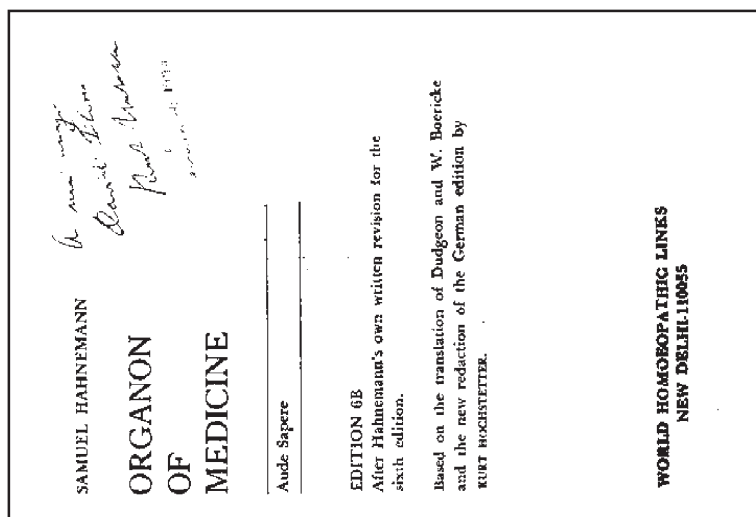 SAMUEL HAHNEMANN
ORGANON
OF
MEDICINE
Aude Sapere
EDITION 6B
After Hahnemann's own written revision for the
sixth edition.
Based on the translation of Dudgeon and W. Boericke
and the new redaction of the German edition by
KURT HOCHSTETTER.
WORLD HOMOEOPATHIC LINKS
NEW DELHI-110055